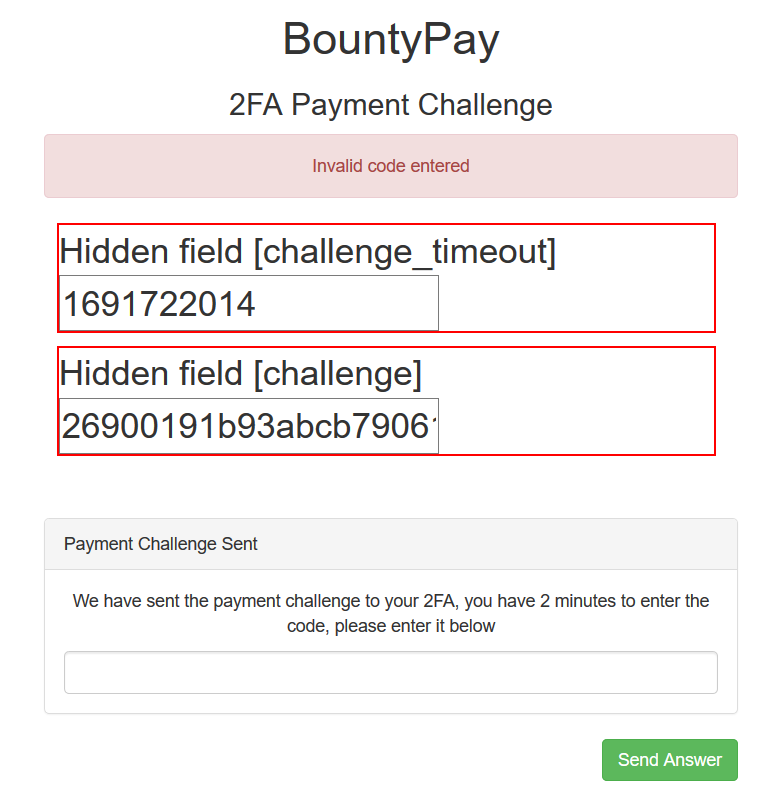 BountyPay
2FA Payment Challenge
Invalid code entered
Hidden field [challenge_timeout]
1691722014
Hidden field [challenge]
26900191b93abcb79061
Payment Challenge Sent
We have sent the payment challenge to your 2FA, you have 2 minutes to enter the
code, please enter it below
Send Answer